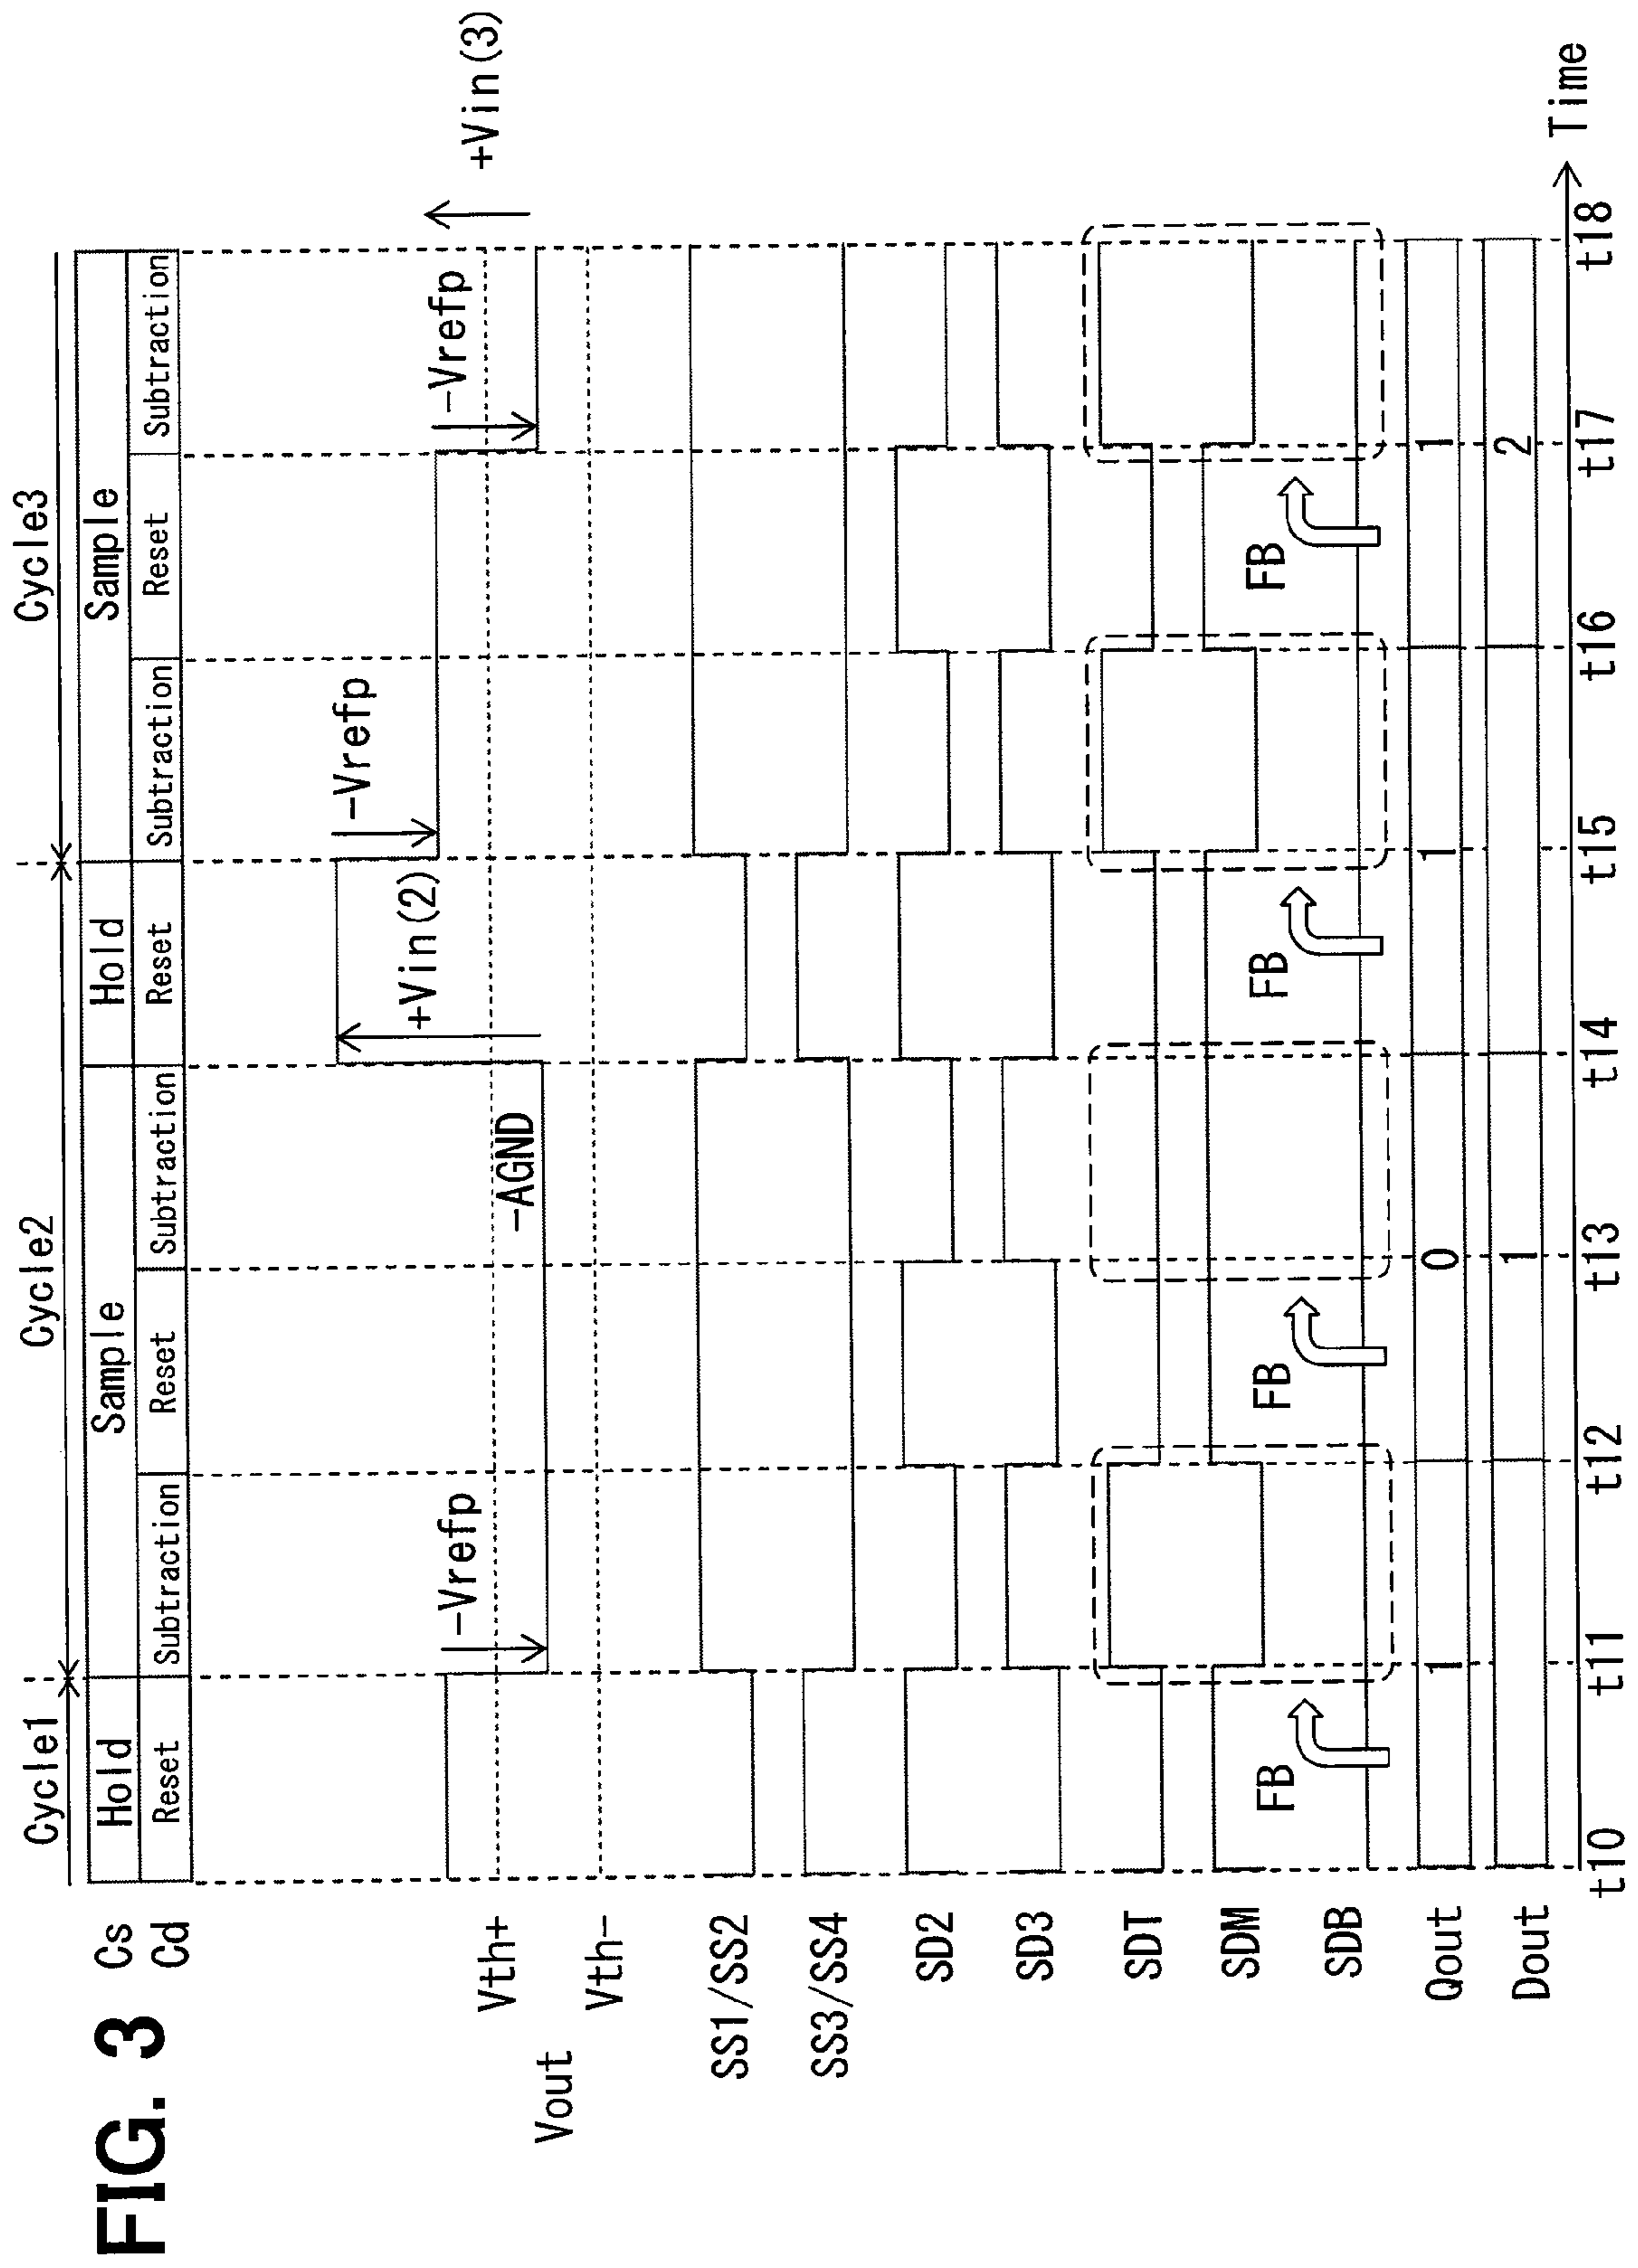 FIG. 3
Cycle1 Cycle2 Cycle3
Cs Hold Sample Hold Sample
Cd Reset Subtraction Reset Subtraction Reset Subtraction Reset Subtraction
-Vrefp -AGND +Vin(2) -Vrefp -Vrefp +Vin(3)
Vth+
Vout
Vth-
SS1/SS2
SS3/SS4
SD2
SD3
SDT
SDM
FB FB FB FB
SDB
Qout 1 0 1 1
Dout 1 2
t10 t11 t12 t13 t14 t15 t16 t17 t18
Time